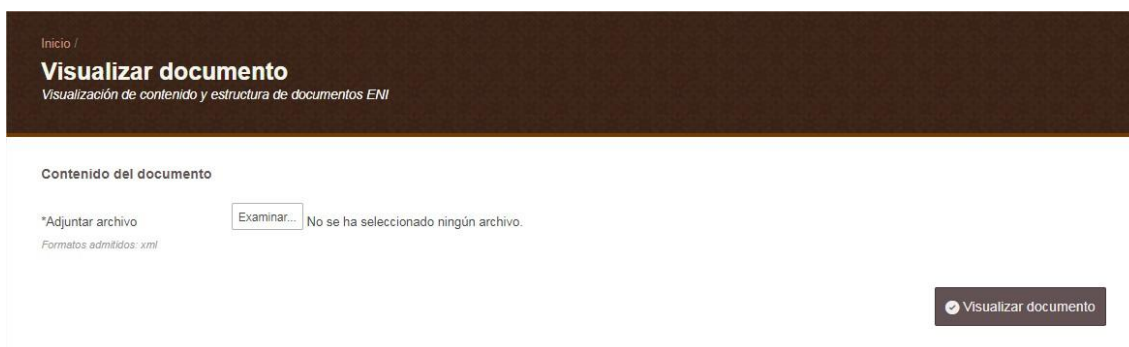 Inicio /
Visualizar documento
Visualización de contenido y estructura de documentos ENI
Contenido del documento
*Adjuntar archivo Examinar... No se ha seleccionado ningún archivo.
Formatos admitidos: xml
Visualizar documento